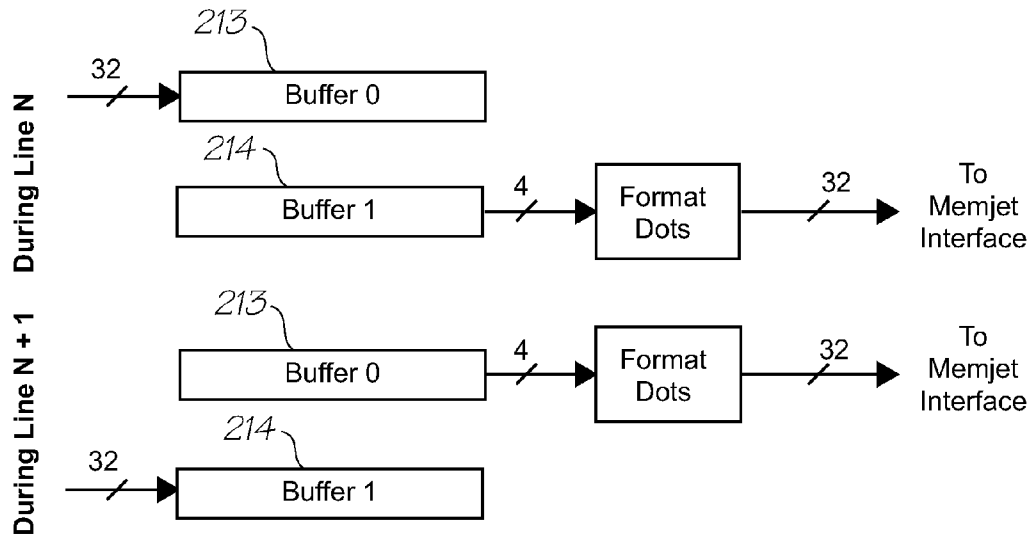 During Line N
213
32
Buffer 0
214
Buffer 1
4
Format
Dots
32
To
Memjet
Interface
During Line N + 1
213
Buffer 0
4
Format
Dots
32
To
Memjet
Interface
214
32
Buffer 1